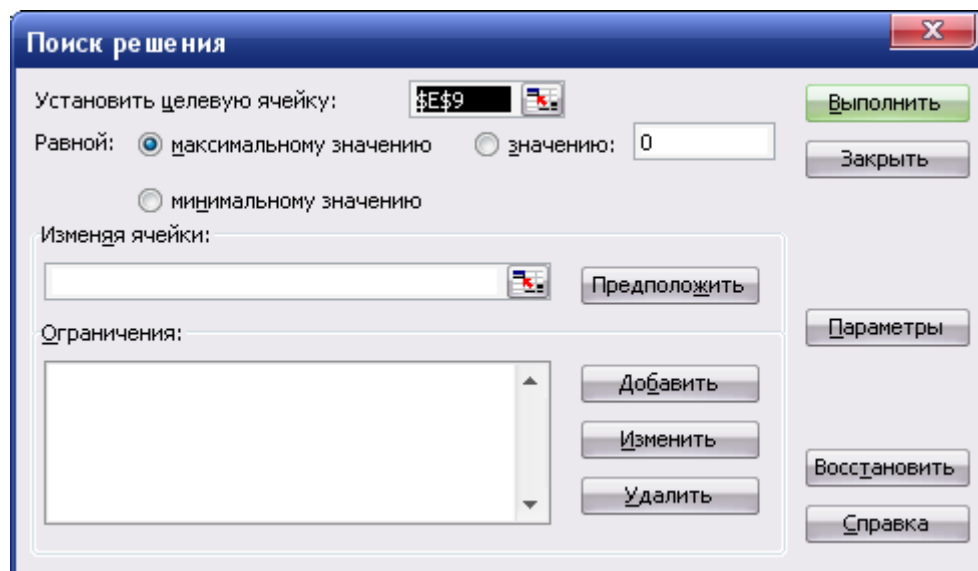 Поиск решения
Установить целевую ячейку: $E$9
Выполнить
Равной: максимальному значению значению: 0
Закрыть
минимальному значению
Изменяя ячейки:
Предположить
Ограничения:
Параметры
Добавить
Изменить
Восстановить
Удалить
Справка